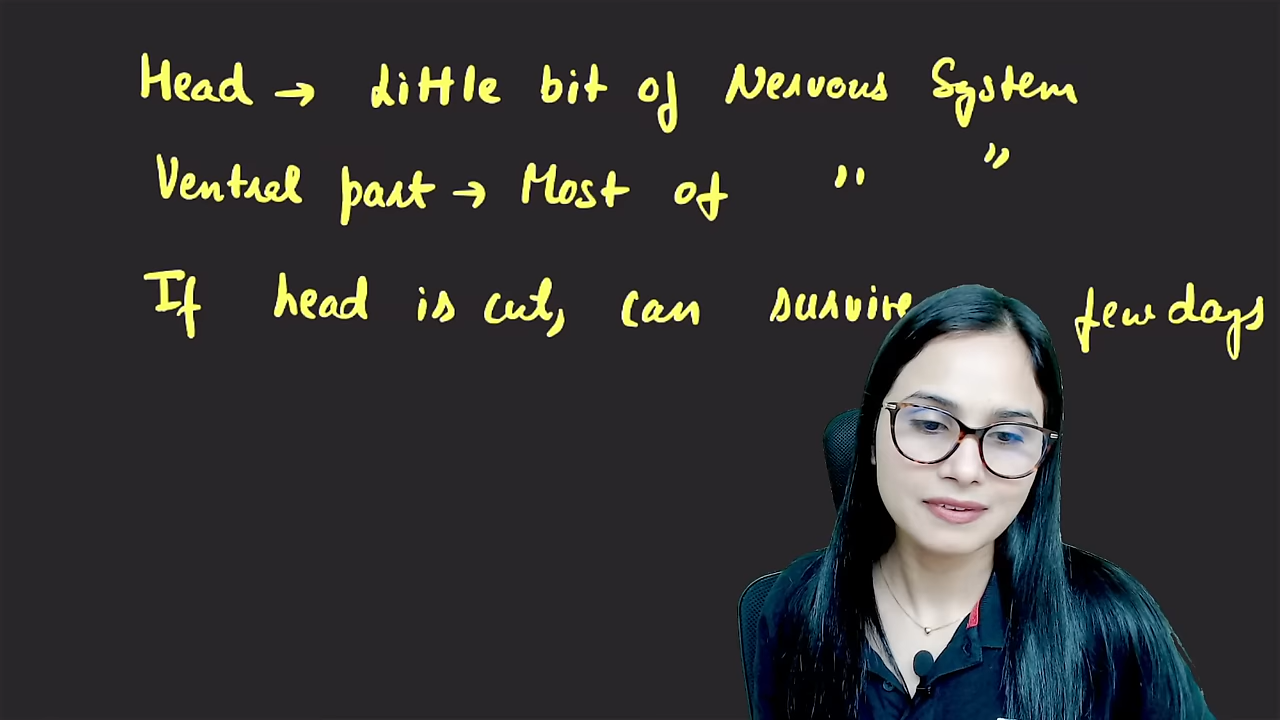 Head → Little bit of Nervous System
Ventral part → Most of " "
If head is cut, can survive few days